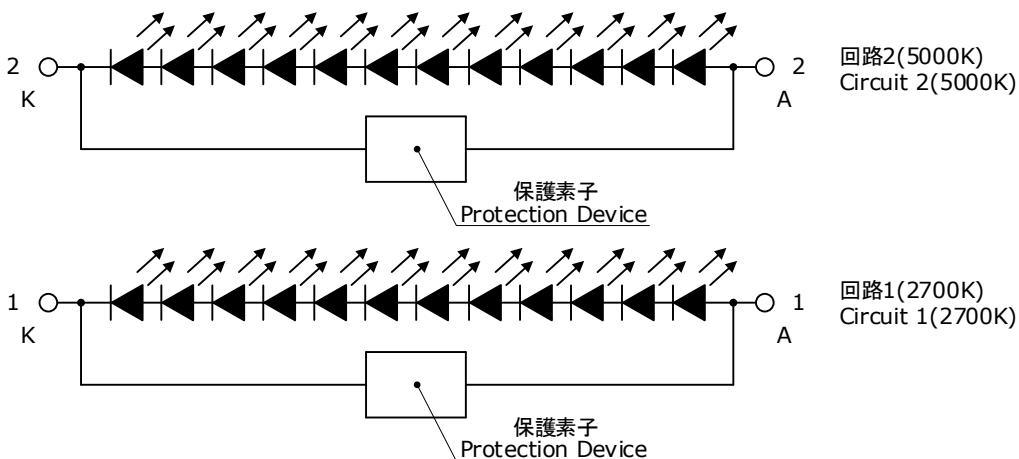 2
2
回路2(5000K)
Circuit 2(5000K)
K
A
保護素子
Protection Device
1
1
回路1(2700K)
Circuit 1(2700K)
K
A
保護素子
Protection Device